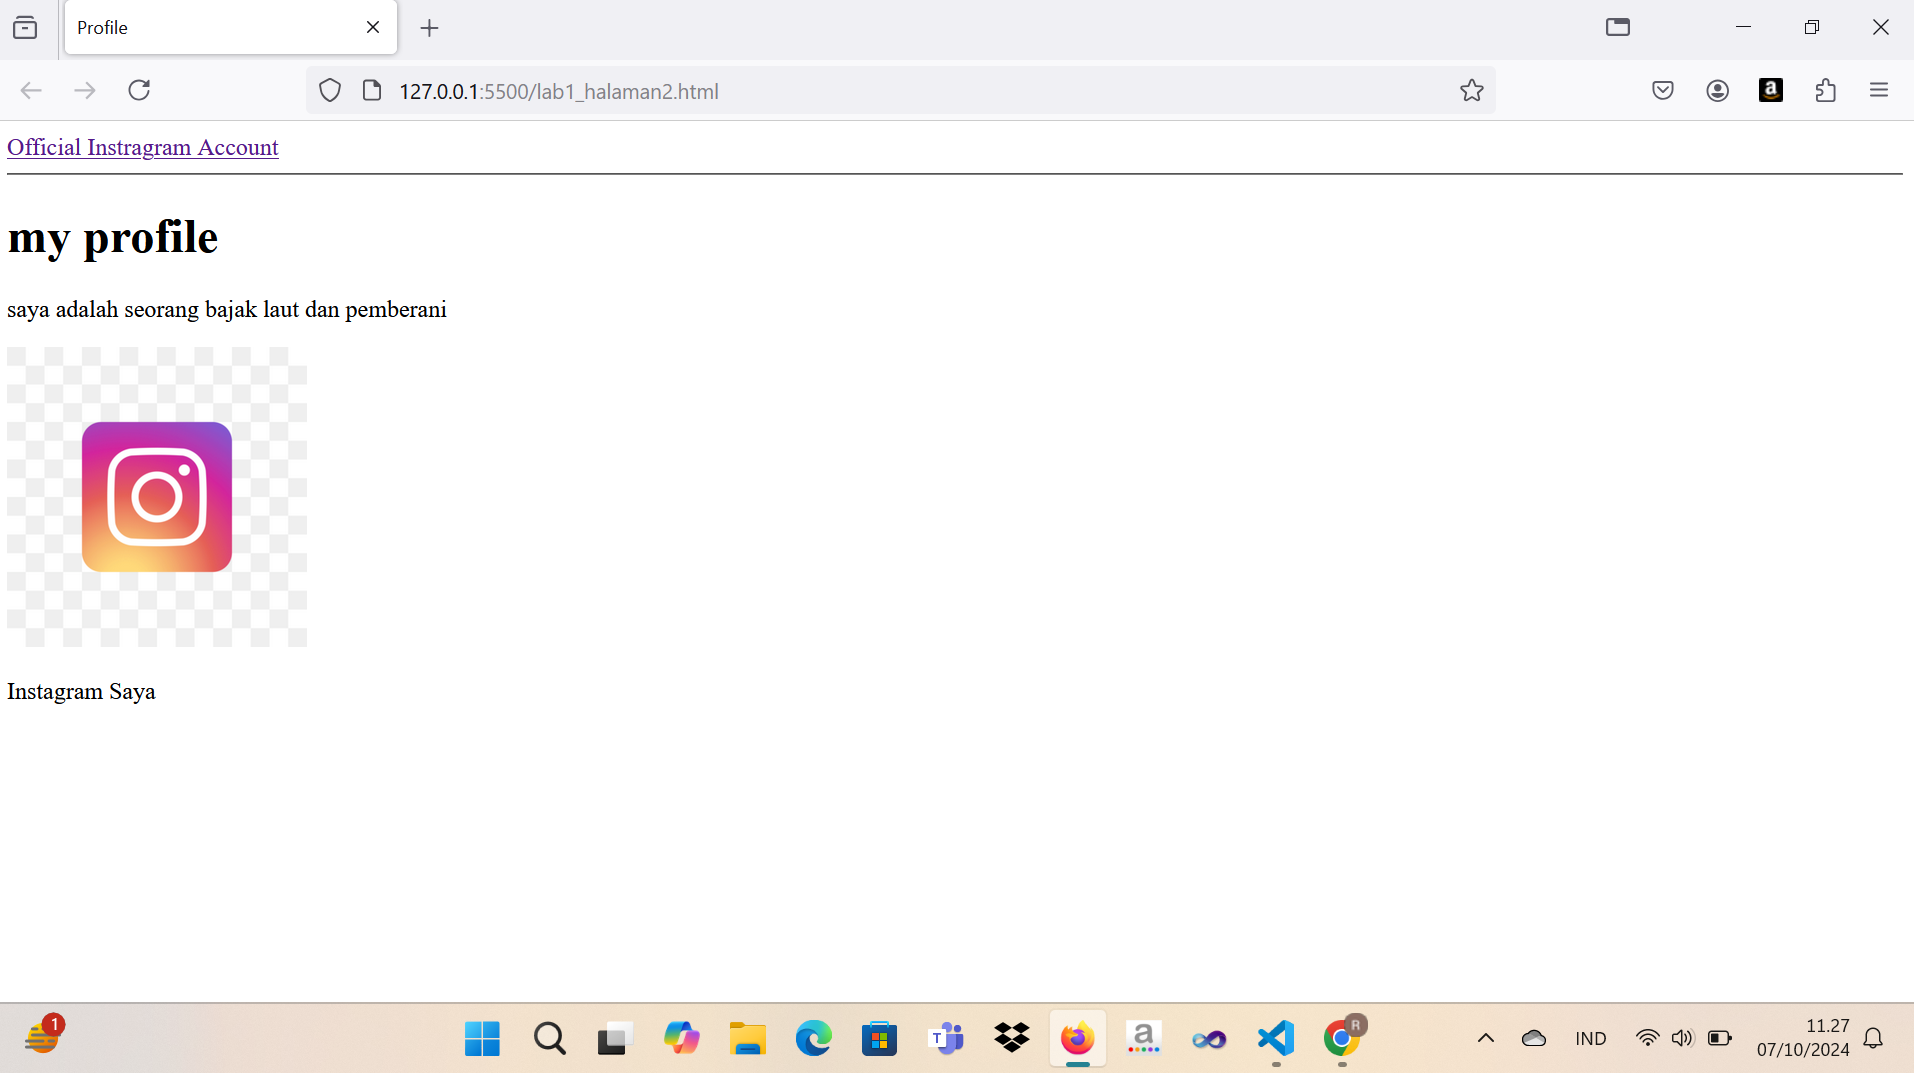 Profile
127.0.0.1:5500/lab1_halaman2.html
a
Official Instragram Account
my profile
saya adalah seorang bajak laut dan pemberani
Instagram Saya
1
T
a
R
IND
11.27
07/10/2024